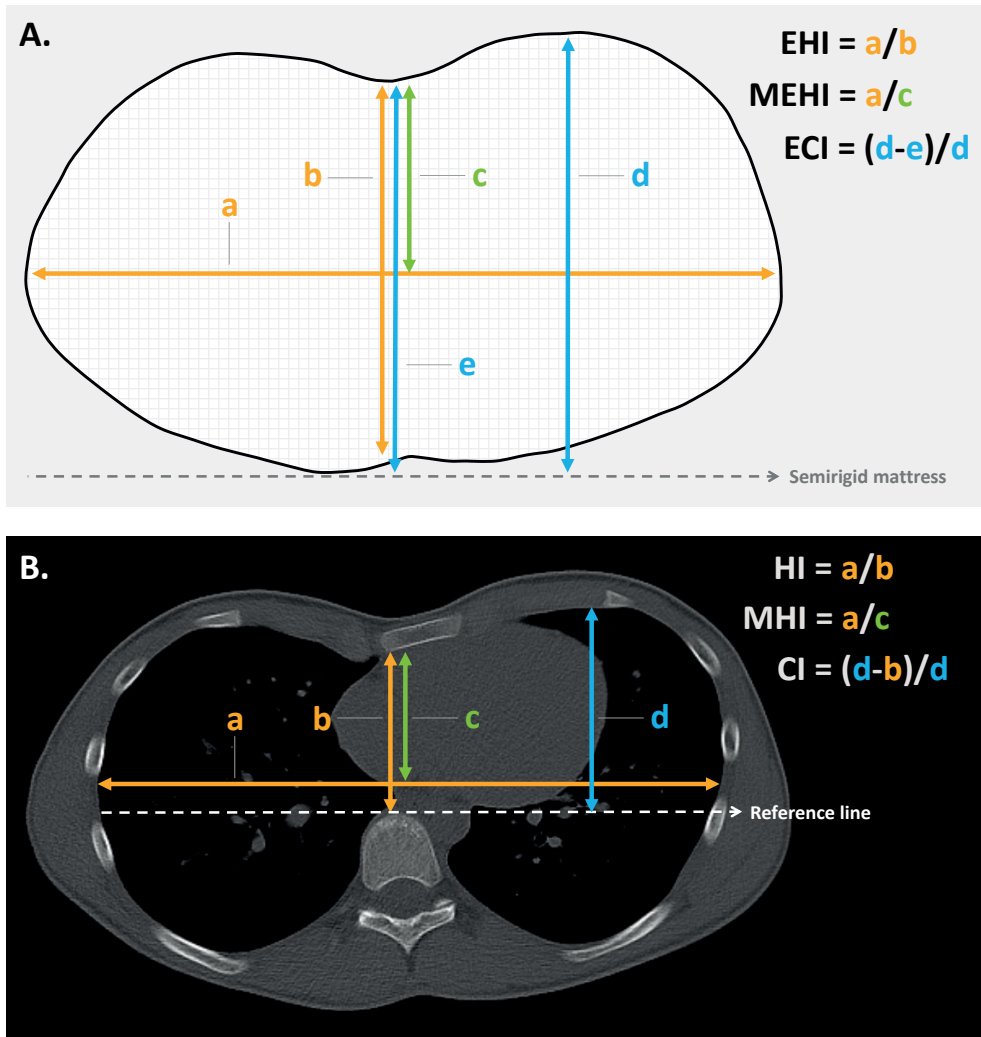 A.
EHI = a/b
MEHI = a/c
ECI = (d-e)/d
b
c
d
a
e
Semirigid mattress
B.
HI = a/b
MHI = a/c
CI = (d-b)/d
a
b
c
d
Reference line